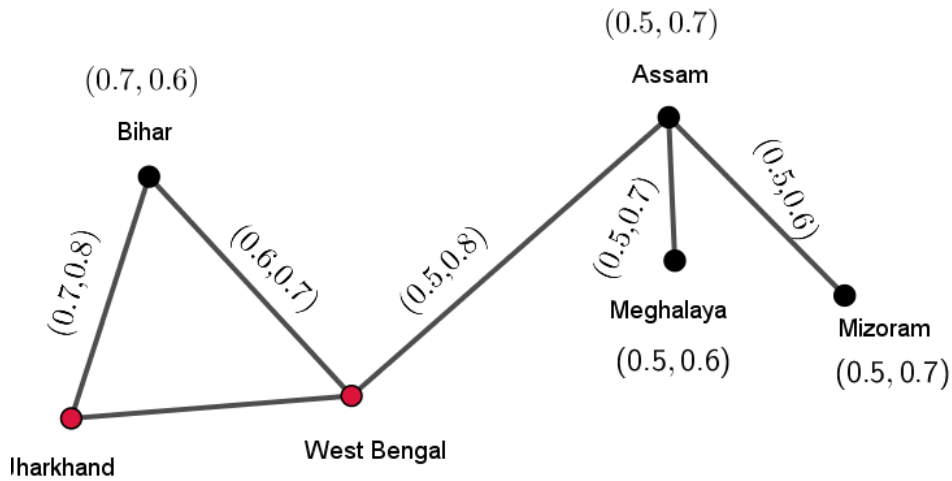 (0.5, 0.7)
Assam
(0.7, 0.6)
Bihar
(0.7,0.8)
(0.6,0.7)
(0.5,0.8)
(0.5,0.7)
(0.5,0.6)
Meghalaya
(0.5, 0.6)
Mizoram
(0.5, 0.7)
West Bengal
Jharkhand